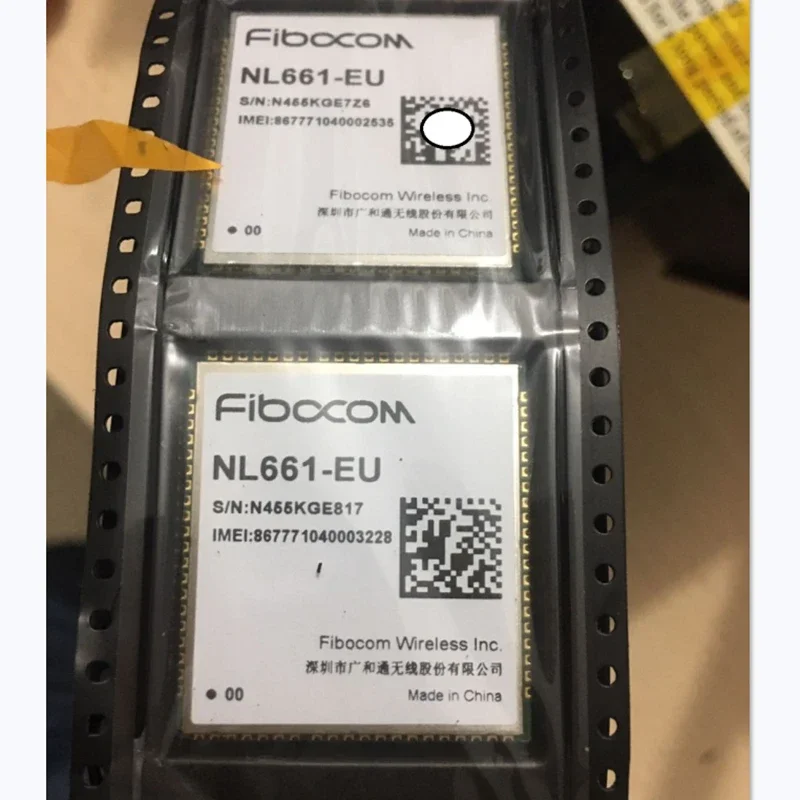 Fibocom
NL661-EU
S/N:N455KGE7Z6
IMEI:867771040002535
Fibocom Wireless Inc.
深圳市广和通无线股份有限公司
00
Made in China
Fibocom
NL661-EU
S/N:N455KGE817
IMEI:867771040003228
Fibocom Wireless Inc.
深圳市广和通无线股份有限公司
00
Made in China